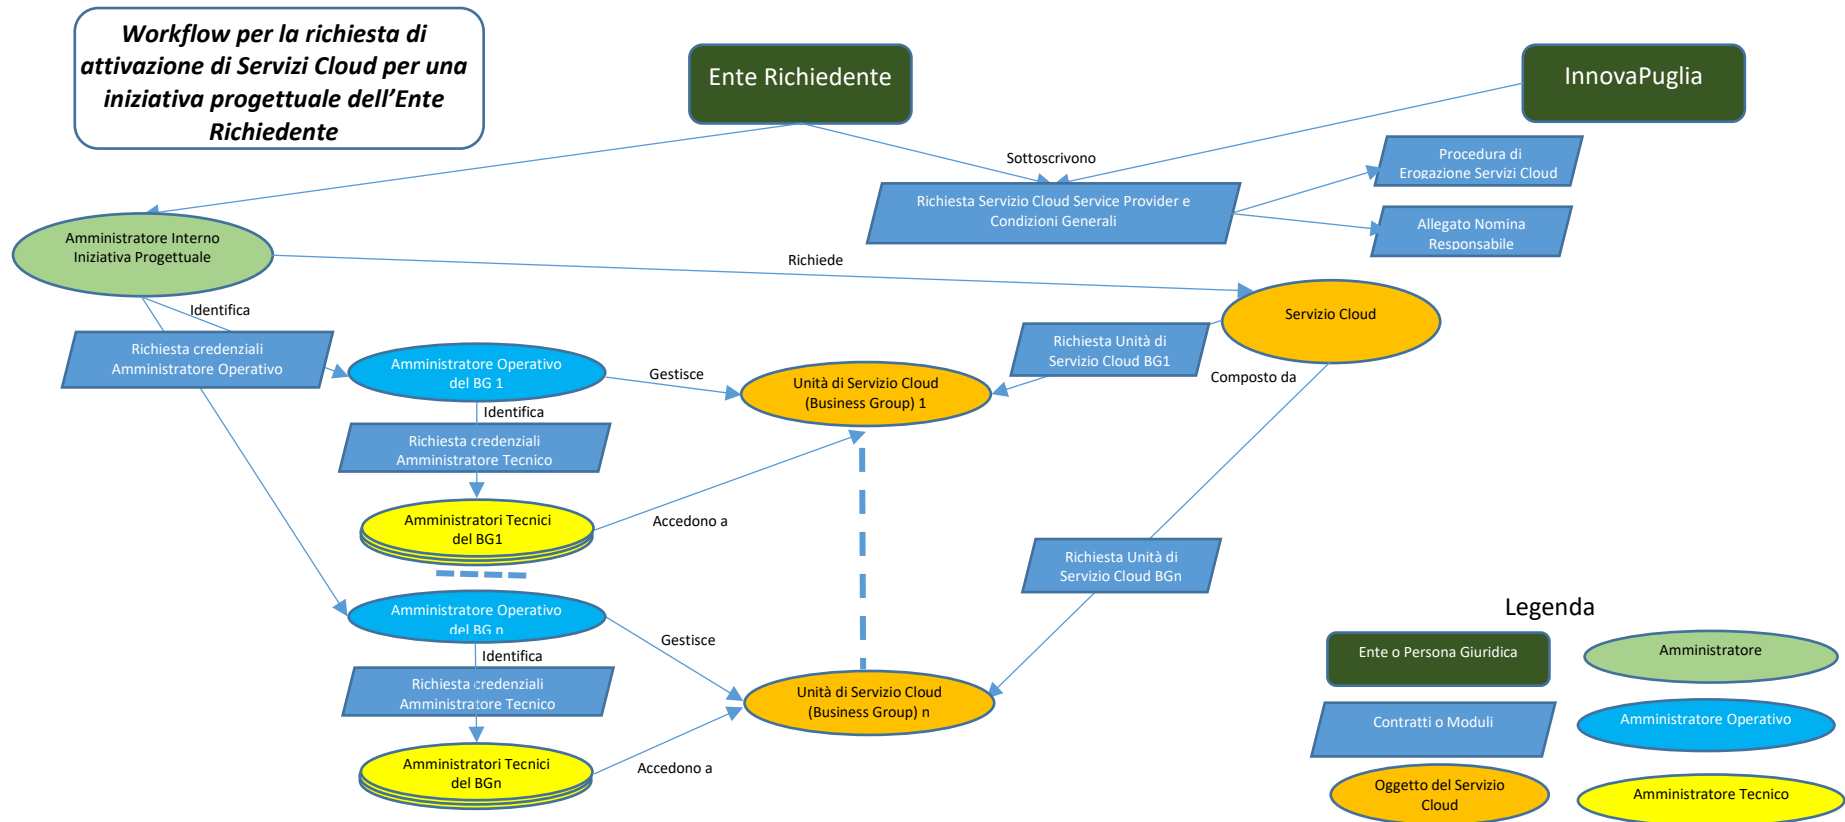 Workflow per la richiesta di
attivazione di Servizi Cloud per una
iniziativa progettuale dell'Ente
Richiedente
Ente Richiedente
InnovaPuglia
Sottoscrivono
Procedura di
Erogazione Servizi Cloud
Richiesta Servizio Cloud Service Provider e
Condizioni Generali
Allegato Nomina
Responsabile
Amministratore Interno
Iniziativa Progettuale
Richiede
Servizio Cloud
Identifica
Richiesta credenziali
Amministratore Operativo
Amministratore Operativo
del BG 1
Gestisce
Unità di Servizio Cloud
(Business Group) 1
Richiesta Unità di
Servizio Cloud BG1
Composto da
Identifica
Richiesta credenziali
Amministratore Tecnico
Amministratori Tecnici
del BG1
Accedono a
Richiesta Unità di
Servizio Cloud BGn
Amministratore Operativo
del BG n
Gestisce
Identifica
Richiesta credenziali
Amministratore Tecnico
Unità di Servizio Cloud
(Business Group) n
Amministratori Tecnici
del BGn
Accedono a
Legenda
Ente o Persona Giuridica
Amministratore
Contratti o Moduli
Amministratore Operativo
Oggetto del Servizio
Cloud
Amministratore Tecnico